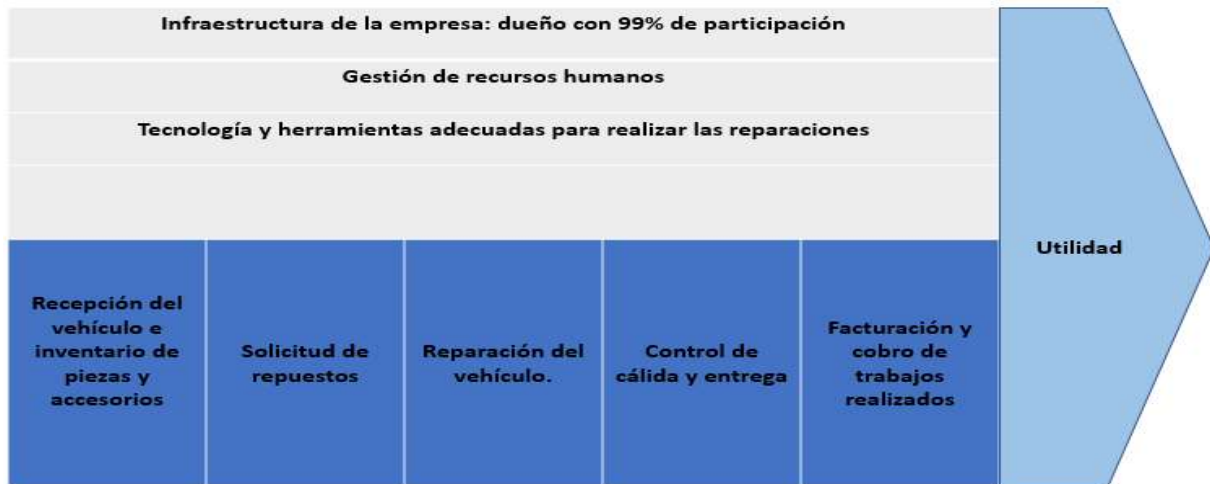 Infraestructura de la empresa: dueño con 99% de participación
Gestión de recursos humanos
Tecnología y herramientas adecuadas para realizar las reparaciones
Utilidad
Recepción del
vehículo e
inventario de
piezas y
accesorios
Solicitud de
repuestos
Reparación del
vehículo.
Control de
cálida y entrega
Facturación y
cobro de
trabajos
realizados